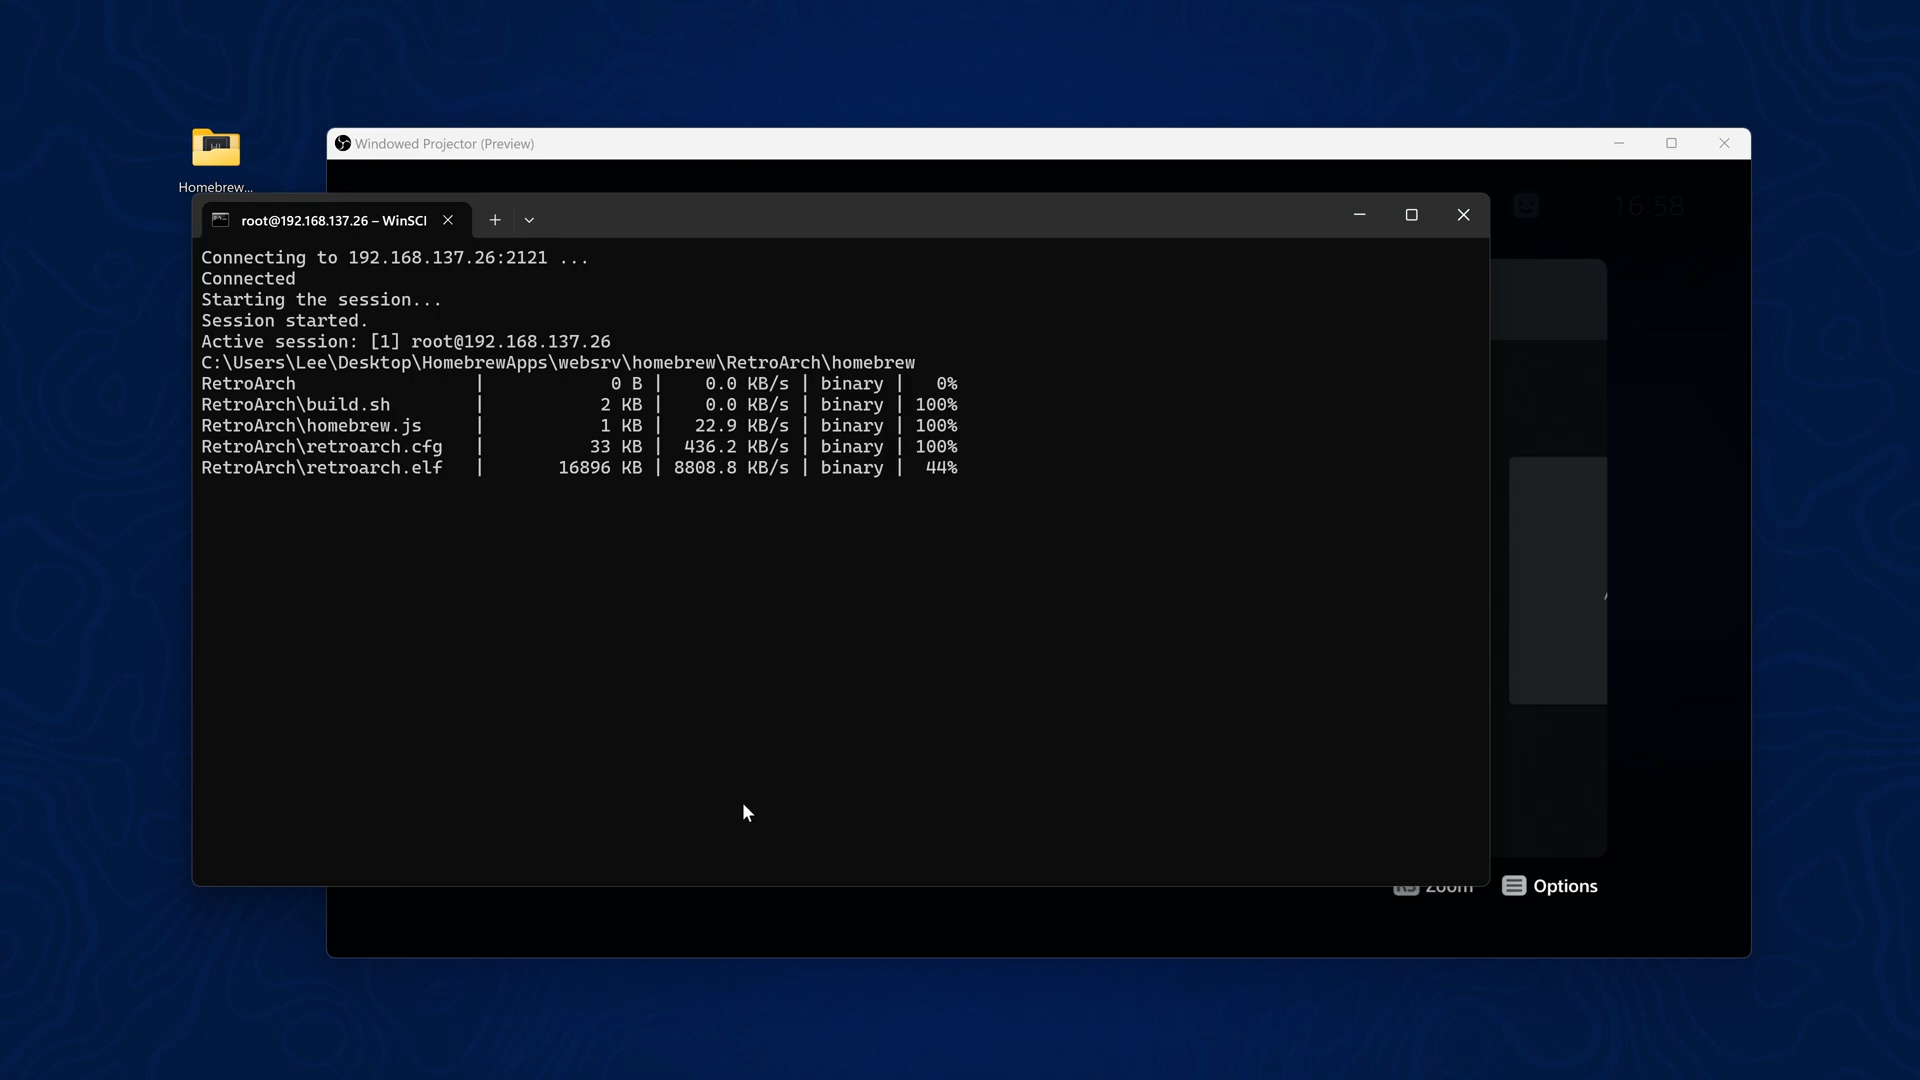 Homebrew...
Windowed Projector (Preview)
16:58
root@192.168.137.26 – WinSCI
Connecting to 192.168.137.26:2121 ...
Connected
Starting the session...
Session started.
Active session: [1] root@192.168.137.26
C:\Users\Lee\Desktop\HomebrewApps\websrv\homebrew\RetroArch\homebrew
RetroArch | 0 B | 0.0 KB/s | binary | 0%
RetroArch\build.sh | 2 KB | 0.0 KB/s | binary | 100%
RetroArch\homebrew.js | 1 KB | 22.9 KB/s | binary | 100%
RetroArch\retroarch.cfg | 33 KB | 436.2 KB/s | binary | 100%
RetroArch\retroarch.elf | 16896 KB | 8808.8 KB/s | binary | 44%
Zoom Options